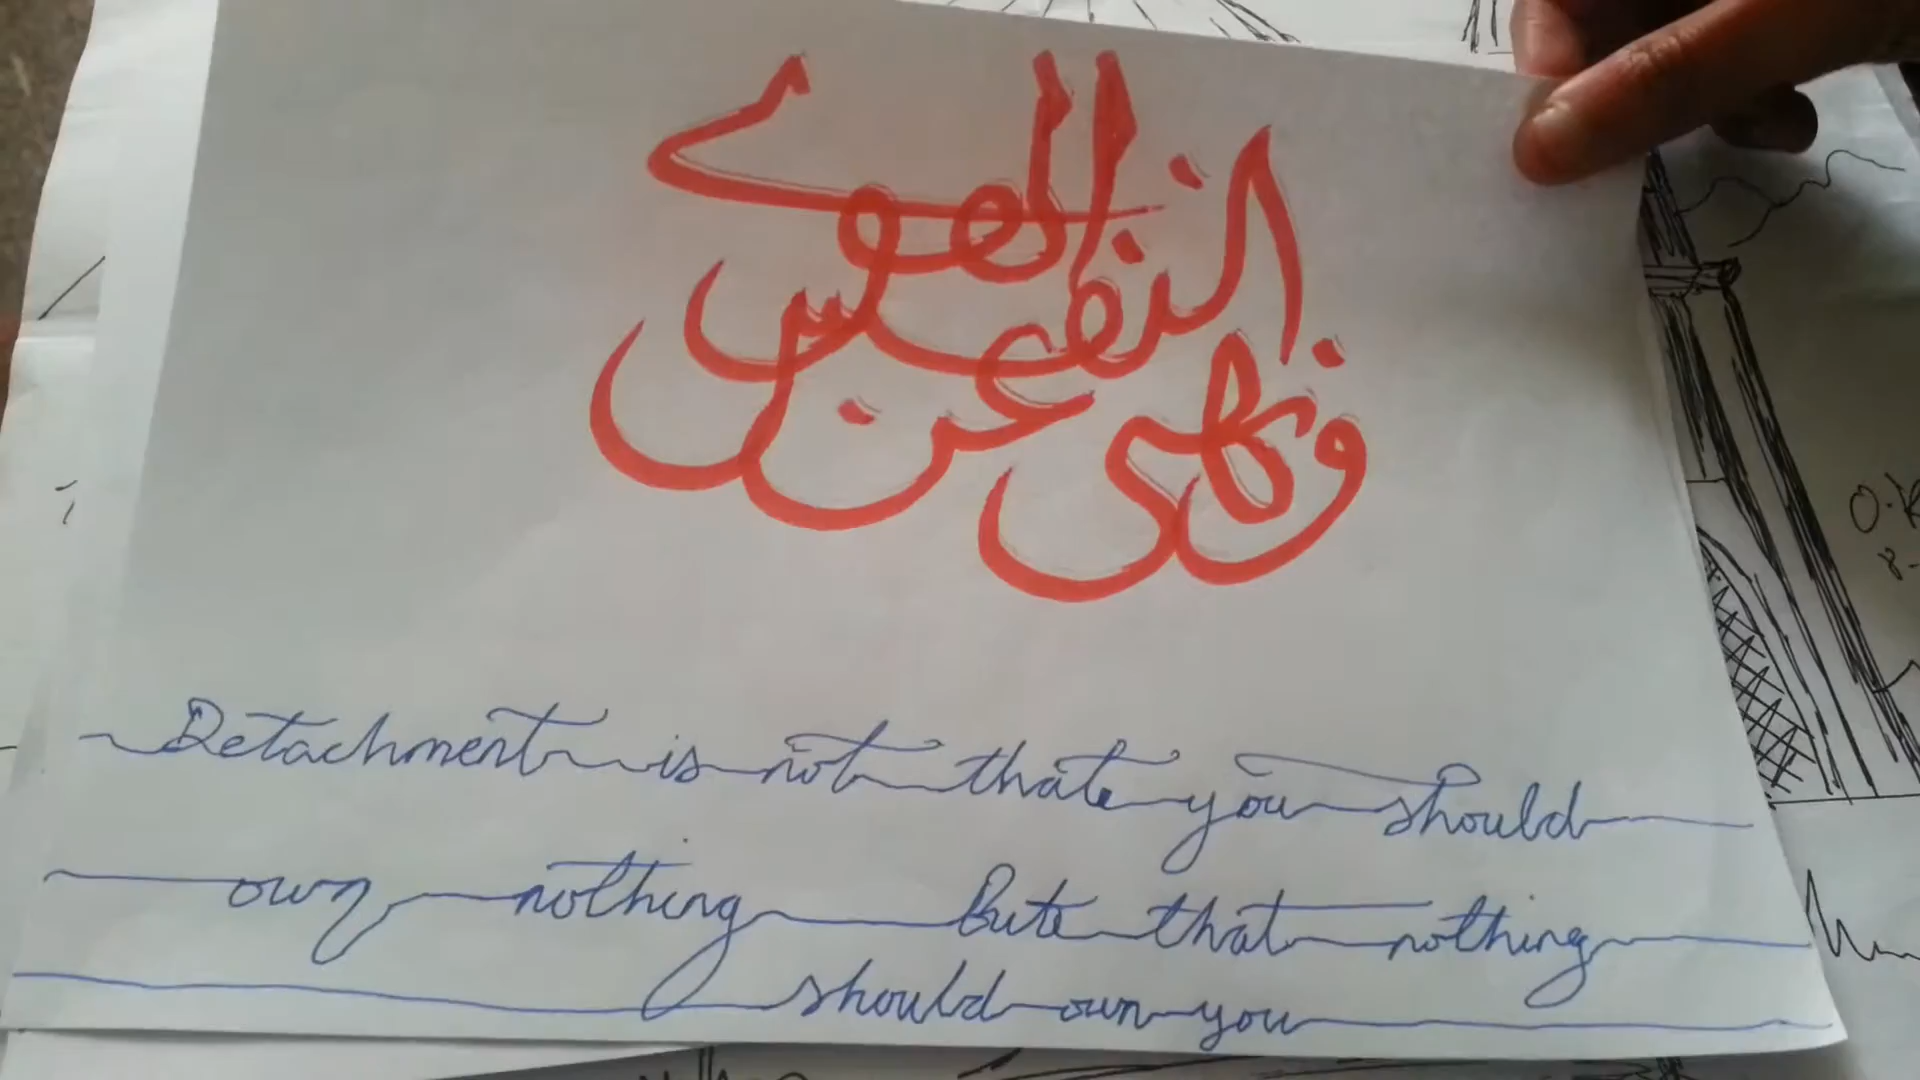 ونهى النفس عن الهوى
Detachment is not that you should
own nothing But that nothing
should own you